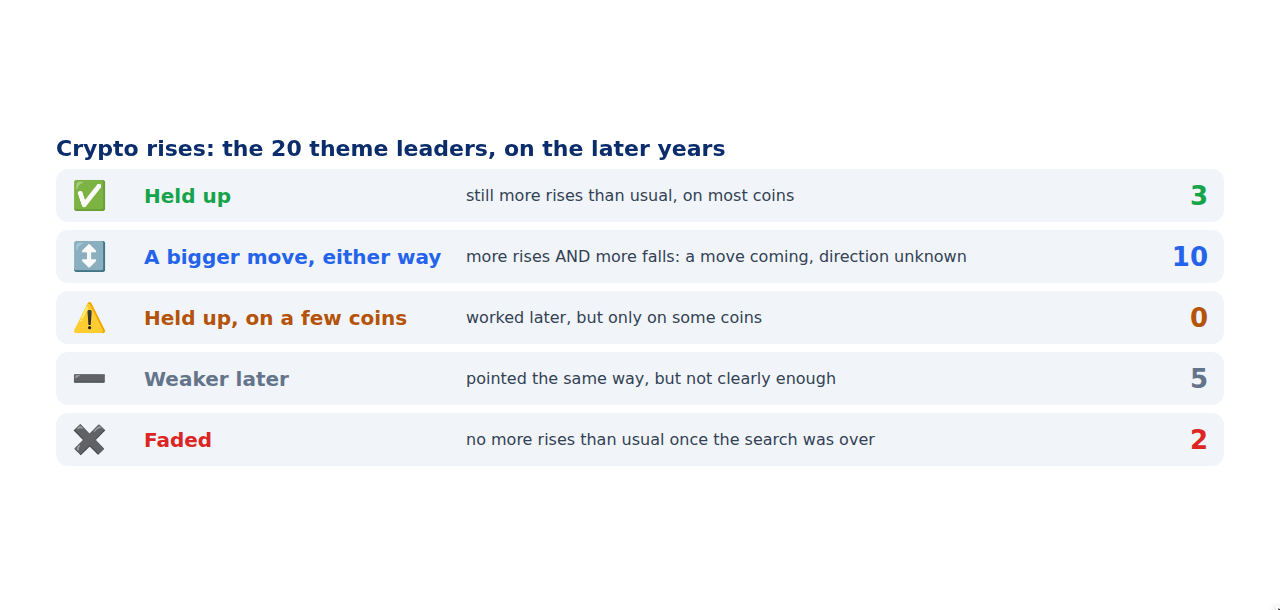 Crypto rises: the 20 theme leaders, on the later years
Held up still more rises than usual, on most coins 3
A bigger move, either way more rises AND more falls: a move coming, direction unknown 10
Held up, on a few coins worked later, but only on some coins 0
Weaker later pointed the same way, but not clearly enough 5
Faded no more rises than usual once the search was over 2